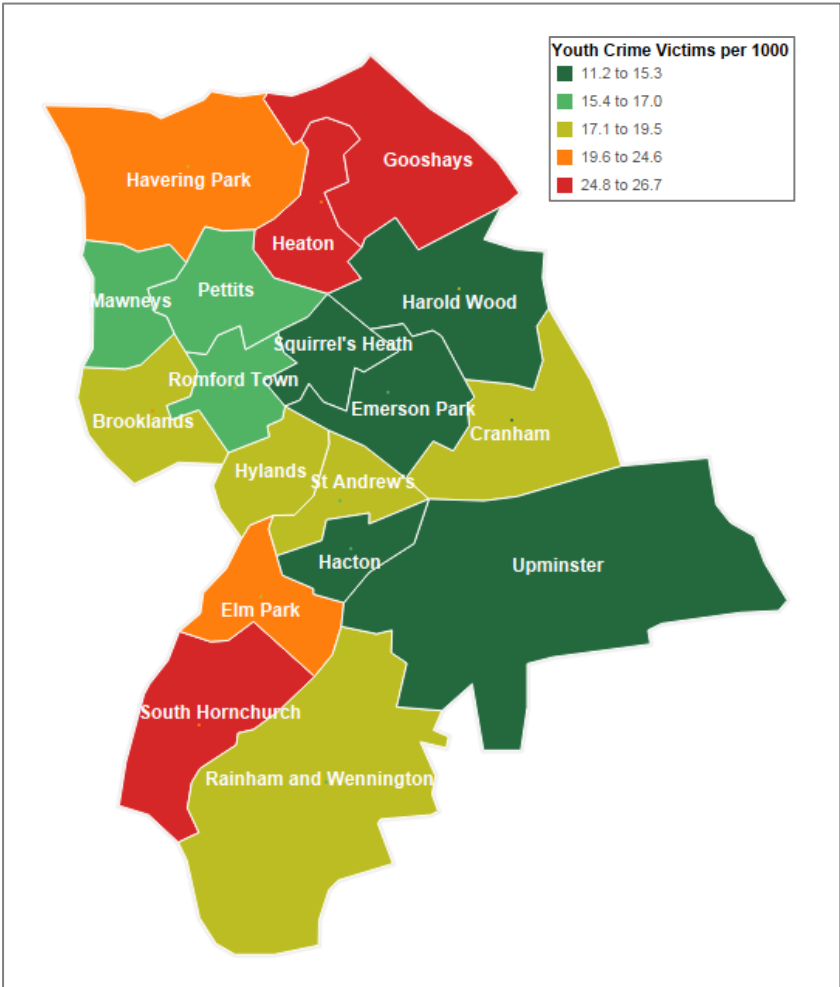 Youth Crime Victims per 1000
11.2 to 15.3
15.4 to 17.0
17.1 to 19.5
19.6 to 24.6
24.8 to 26.7
Gooshays
Havering Park
Heaton
Pettits
Mawneys
Harold Wood
Squirrel's Heath
Romford Town
Emerson Park
Brooklands
Cranham
Hylands
St Andrew's
Hacton
Upminster
Elm Park
South Hornchurch
Rainham and Wennington